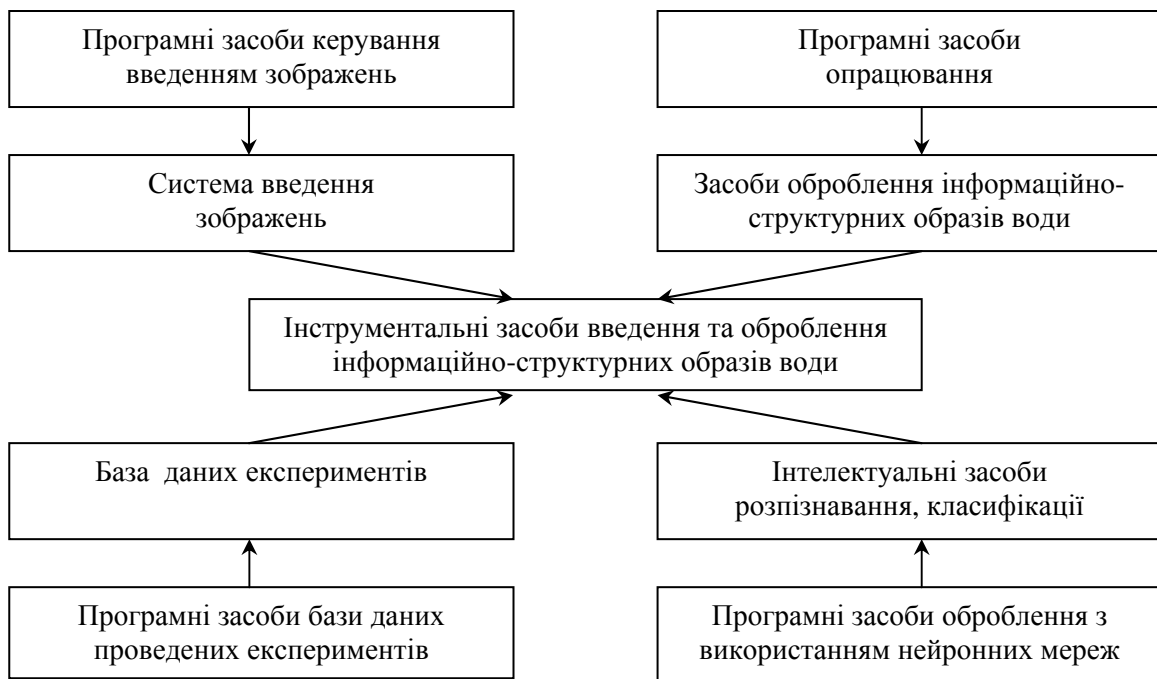 Програмні засоби керування
введенням зображень
Програмні засоби
опрацювання
Система введення
зображень
Засоби оброблення інформаційно-
структурних образів води
Інструментальні засоби введення та оброблення
інформаційно-структурних образів води
База даних експериментів
Інтелектуальні засоби
розпізнавання, класифікації
Програмні засоби бази даних
проведених експериментів
Програмні засоби оброблення з
використанням нейронних мереж